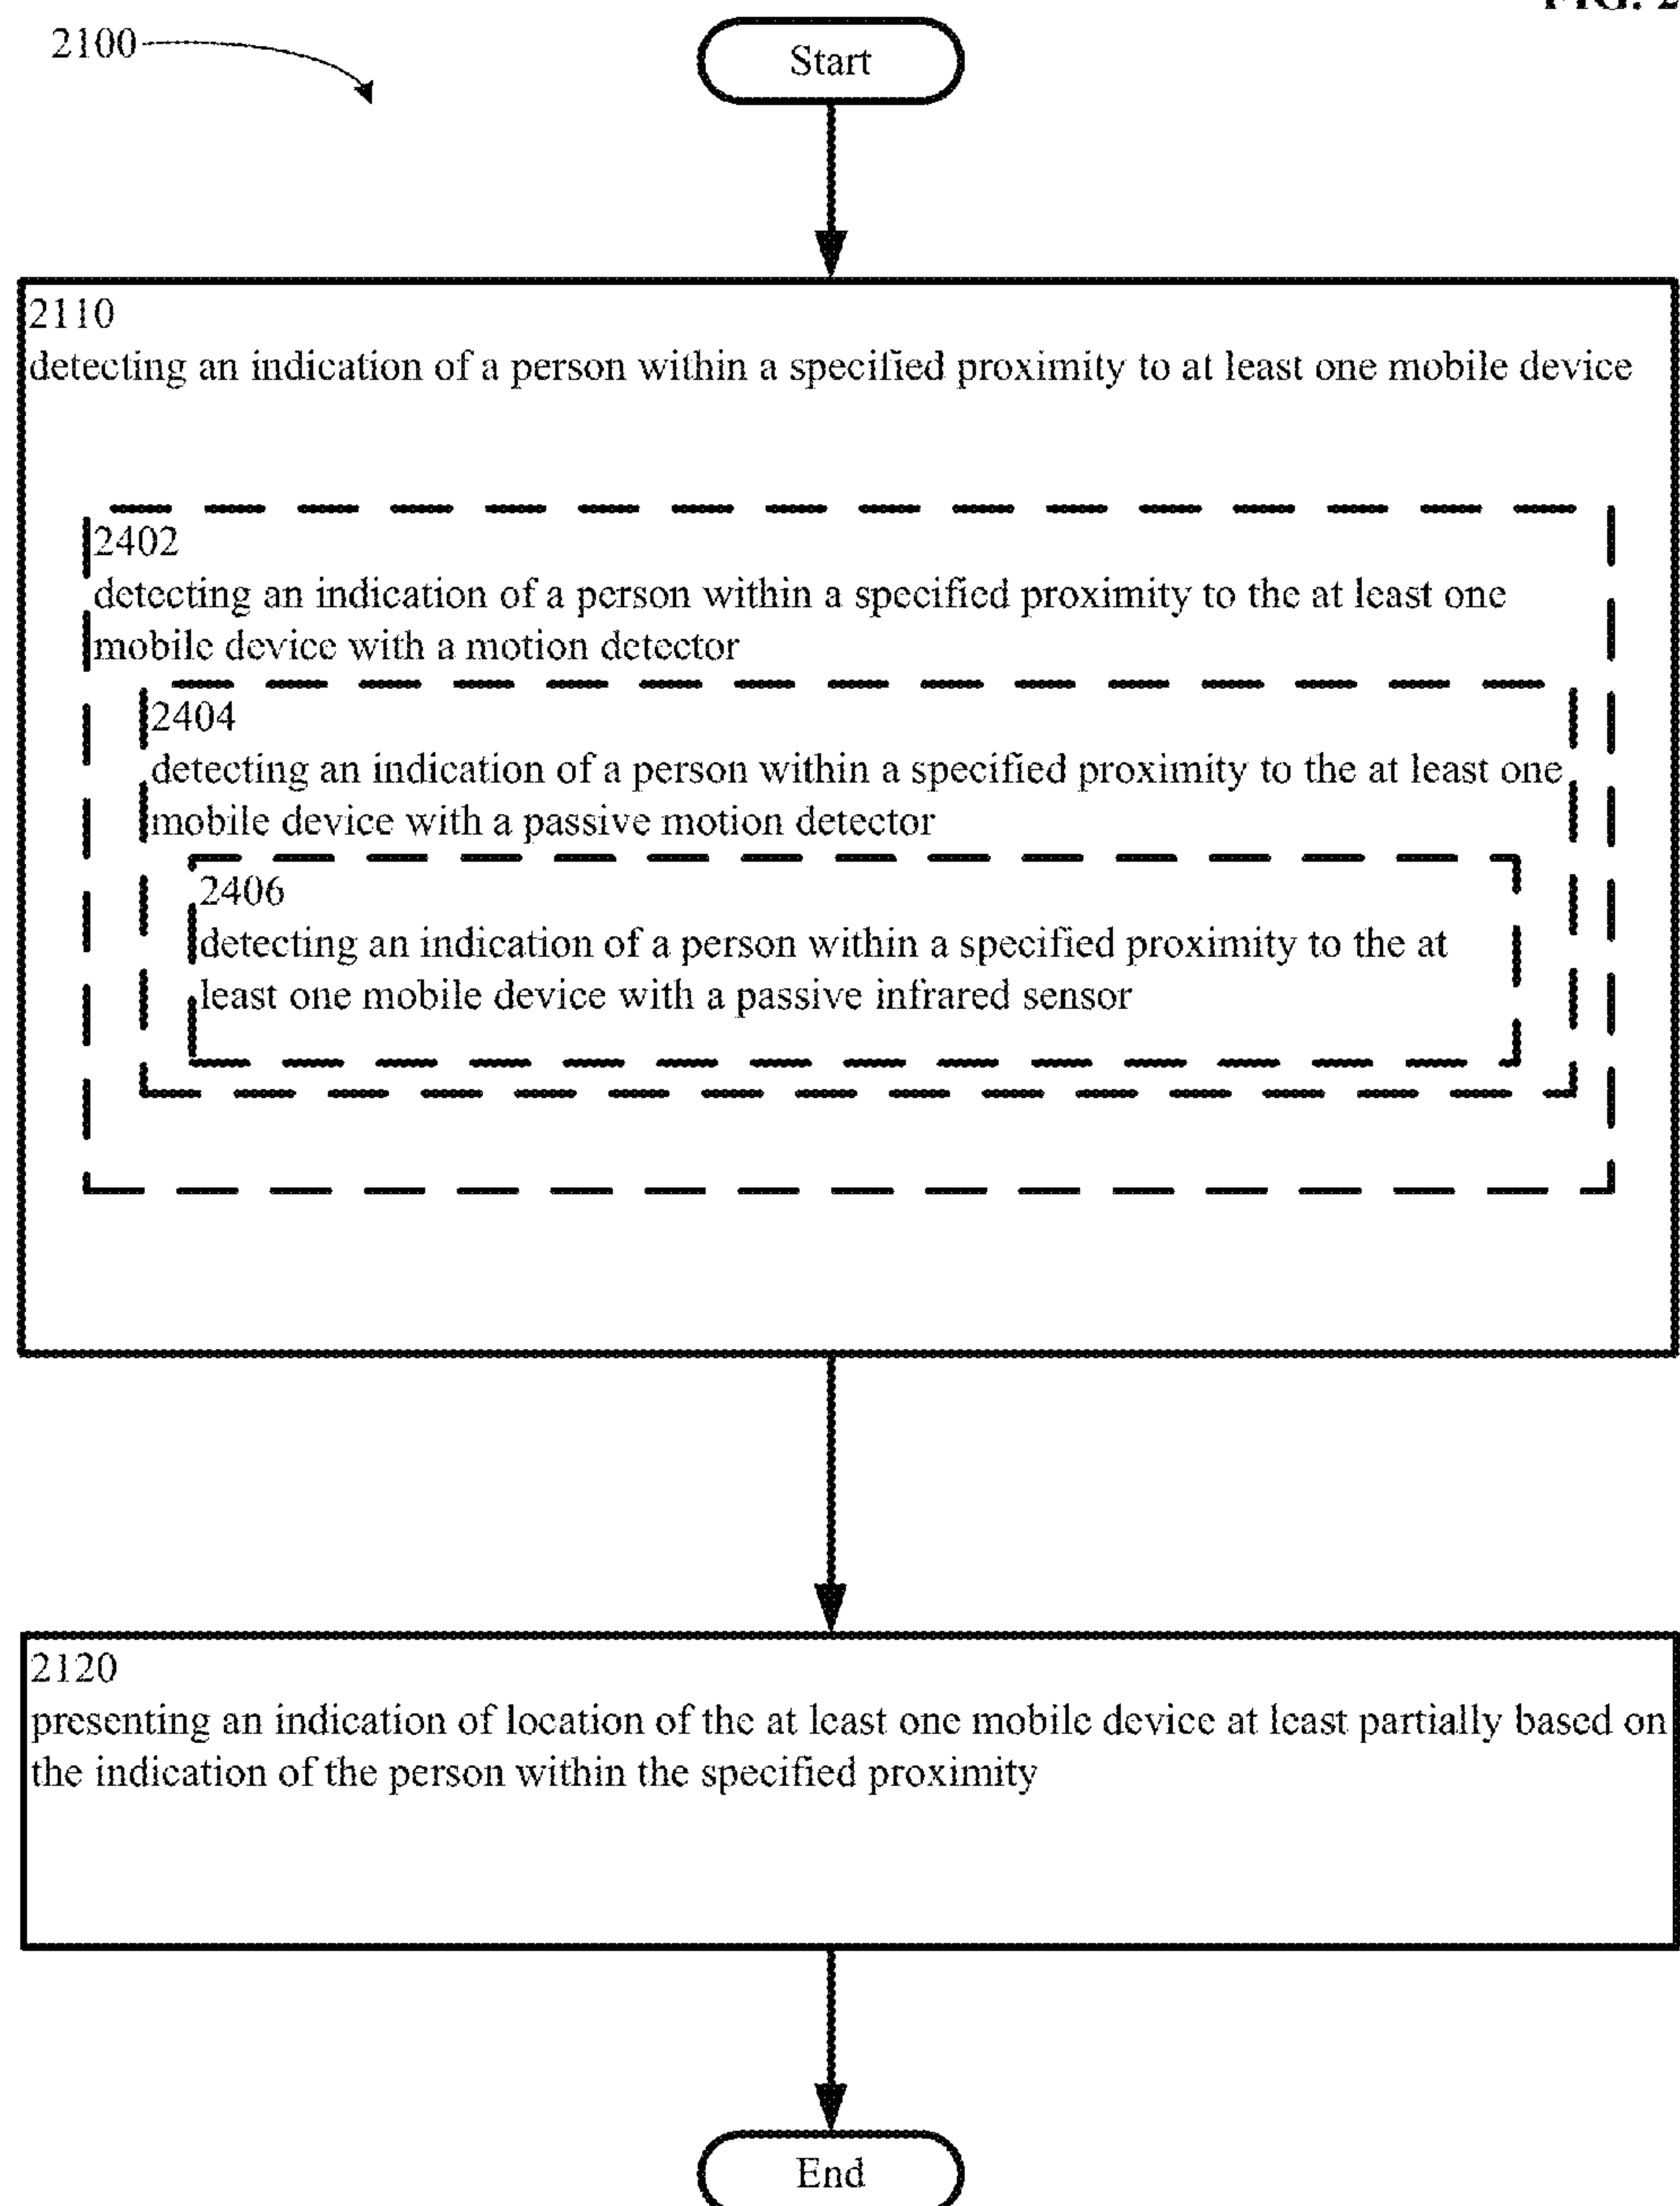 2100
Start
2110
detecting an indication of a person within a specified proximity to at least one mobile device
2402
detecting an indication of a person within a specified proximity to the at least one
mobile device with a motion detector
2404
detecting an indication of a person within a specified proximity to the at least one
mobile device with a passive motion detector
2406
detecting an indication of a person within a specified proximity to the at
least one mobile device with a passive infrared sensor
2120
presenting an indication of location of the at least one mobile device at least partially based on
the indication of the person within the specified proximity
End